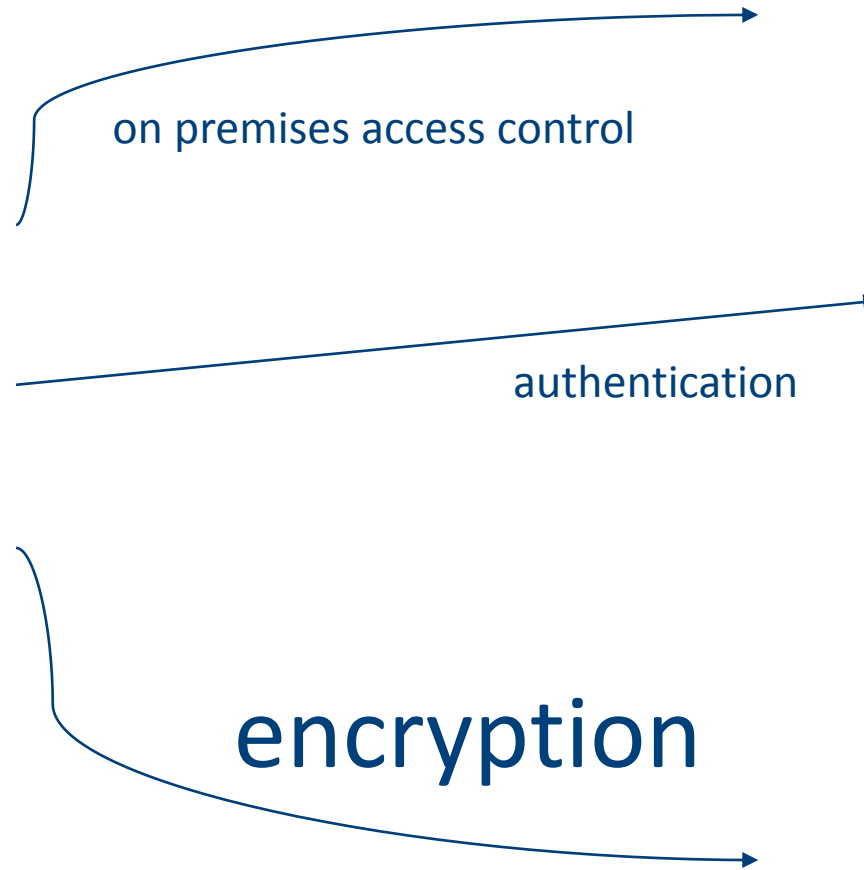 on premises access control
authentication
encryption